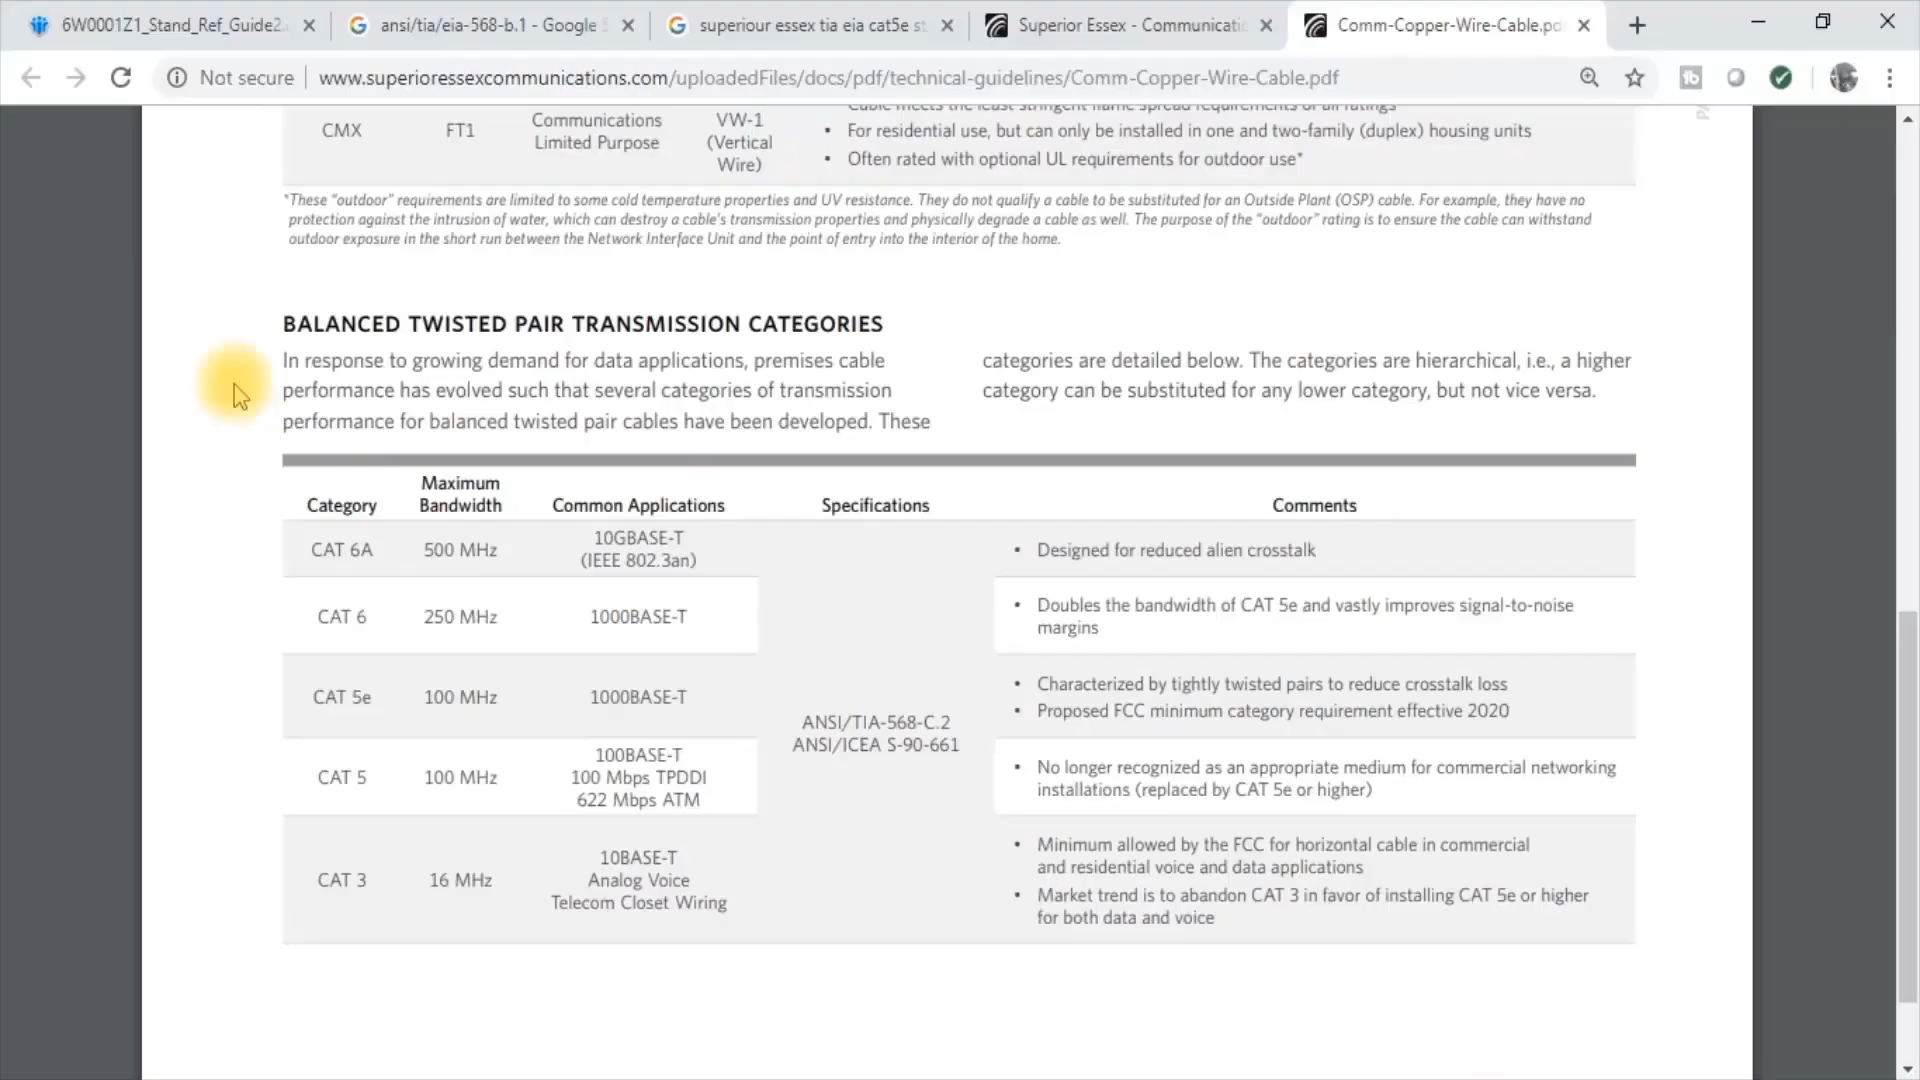 6W0001Z1_Stand_Ref_Guide2.
ansi/tia/eia-568-b.1 - Google
superiour essex tia eia cat5e st
Superior Essex - Communicatio
Comm-Copper-Wire-Cable.pd
Not secure
www.superioressexcommunications.com/uploadedFiles/docs/pdf/technical-guidelines/Comm-Copper-Wire-Cable.pdf
Cable meets the least stringent flame spread requirements of all ratings
CMX
FT1
Communications
Limited Purpose
VW-1
(Vertical
Wire)
• For residential use, but can only be installed in one and two-family (duplex) housing units
• Often rated with optional UL requirements for outdoor use*
*These "outdoor" requirements are limited to some cold temperature properties and UV resistance. They do not qualify a cable to be substituted for an Outside Plant (OSP) cable. For example, they have no
protection against the intrusion of water, which can destroy a cable's transmission properties and physically degrade a cable as well. The purpose of the "outdoor" rating is to ensure the cable can withstand
outdoor exposure in the short run between the Network Interface Unit and the point of entry into the interior of the home.
BALANCED TWISTED PAIR TRANSMISSION CATEGORIES
In response to growing demand for data applications, premises cable
performance has evolved such that several categories of transmission
performance for balanced twisted pair cables have been developed. These
categories are detailed below. The categories are hierarchical, i.e., a higher
category can be substituted for any lower category, but not vice versa.
Category
Maximum
Bandwidth
Common Applications
Specifications
Comments
CAT 6A
500 MHz
10GBASE-T
(IEEE 802.3an)
• Designed for reduced alien crosstalk
CAT 6
250 MHz
1000BASE-T
• Doubles the bandwidth of CAT 5e and vastly improves signal-to-noise
margins
CAT 5e
100 MHz
1000BASE-T
• Characterized by tightly twisted pairs to reduce crosstalk loss
• Proposed FCC minimum category requirement effective 2020
ANSI/TIA-568-C.2
ANSI/ICEA S-90-661
CAT 5
100 MHz
100BASE-T
100 Mbps TPDDI
622 Mbps ATM
• No longer recognized as an appropriate medium for commercial networking
installations (replaced by CAT 5e or higher)
CAT 3
16 MHz
10BASE-T
Analog Voice
Telecom Closet Wiring
• Minimum allowed by the FCC for horizontal cable in commercial
and residential voice and data applications
• Market trend is to abandon CAT 3 in favor of installing CAT 5e or higher
for both data and voice